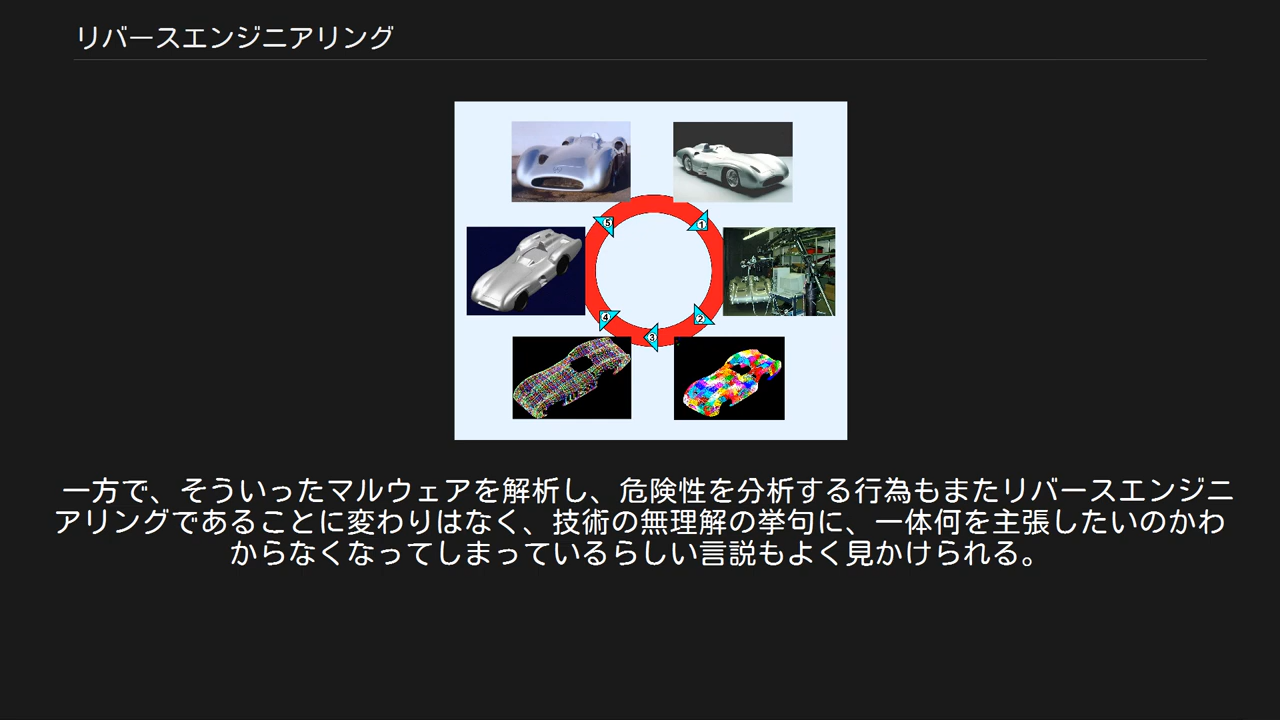 リバースエンジニアリング
5
1
4
2
3
一方で、そういったマルウェアを解析し、危険性を分析する行為もまたリバースエンジニ
アリングであることに変わりはなく、技術の無理解の挙句に、一体何を主張したいのかわ
からなくなってしまっているらしい言説もよく見かけられる。